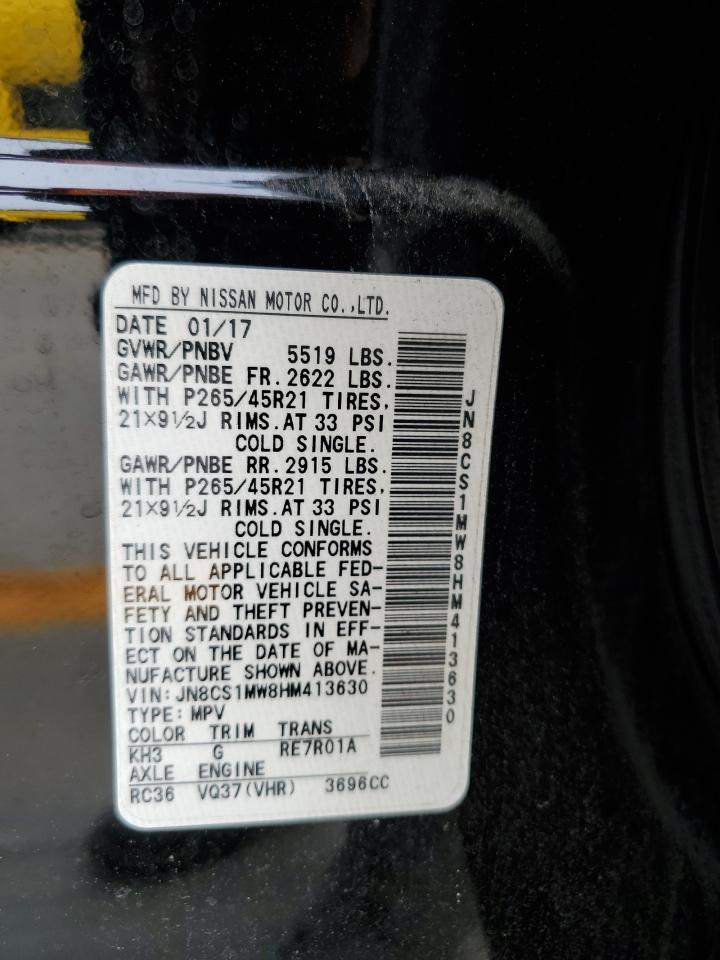 MFD BY NISSAN MOTOR CO.,LTD.
DATE 01/17
GVWR/PNBV 5519 LBS.
GAWR/PNBE FR. 2622 LBS.
WITH P265/45R21 TIRES,
21×9½J RIMS. AT 33 PSI
COLD SINGLE.
GAWR/PNBE RR. 2915 LBS.
WITH P265/45R21 TIRES,
21×9½J RIMS. AT 33 PSI
COLD SINGLE.
THIS VEHICLE CONFORMS
TO ALL APPLICABLE FED-
ERAL MOTOR VEHICLE SA-
FETY AND THEFT PREVEN-
TION STANDARDS IN EFF-
ECT ON THE DATE OF MA-
NUFACTURE SHOWN ABOVE.
VIN: JN8CS1MW8HM413630
TYPE: MPV
COLOR TRIM TRANS
KH3 G RE7R01A
AXLE ENGINE
RC36 VQ37(VHR) 3696CC
JN8CS1MW8HM413630